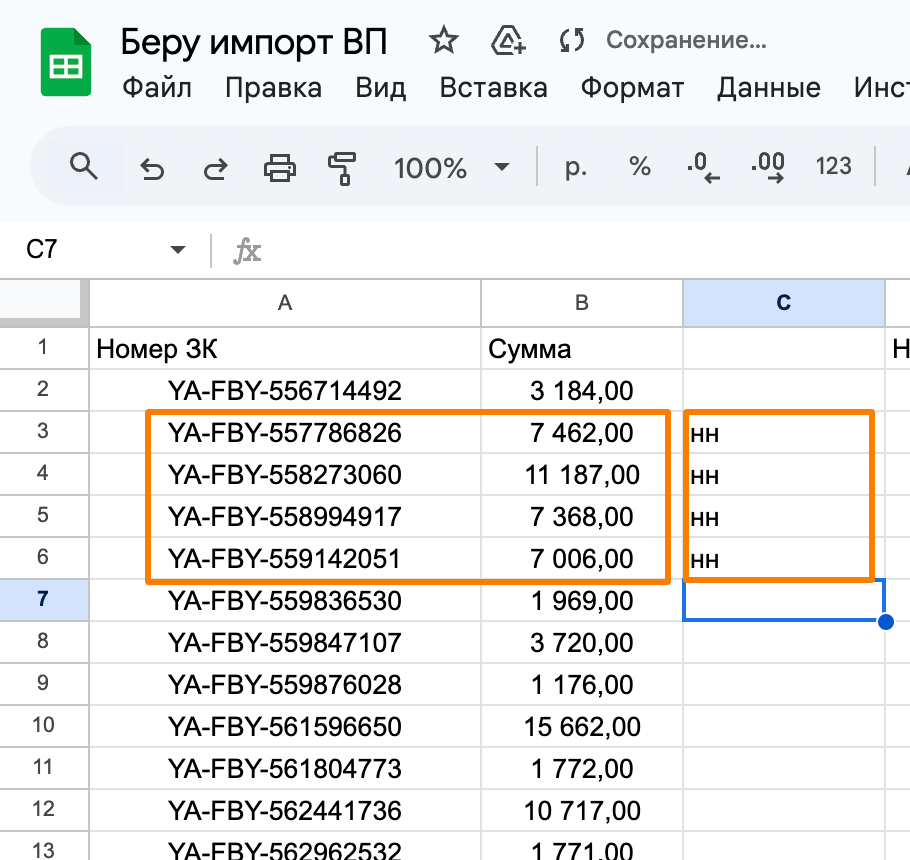 Беру импорт ВП Сохранение...
Файл Правка Вид Вставка Формат Данные Инст
100% р. % .0 .00 123
C7 fx
A B C
1 Номер ЗК Сумма Н
2 YA-FBY-556714492 3 184,00
3 YA-FBY-557786826 7 462,00 нн
4 YA-FBY-558273060 11 187,00 нн
5 YA-FBY-558994917 7 368,00 нн
6 YA-FBY-559142051 7 006,00 нн
7 YA-FBY-559836530 1 969,00
8 YA-FBY-559847107 3 720,00
9 YA-FBY-559876028 1 176,00
10 YA-FBY-561596650 15 662,00
11 YA-FBY-561804773 1 772,00
12 YA-FBY-562441736 10 717,00
13 YA-FBY-562962532 1 771,00